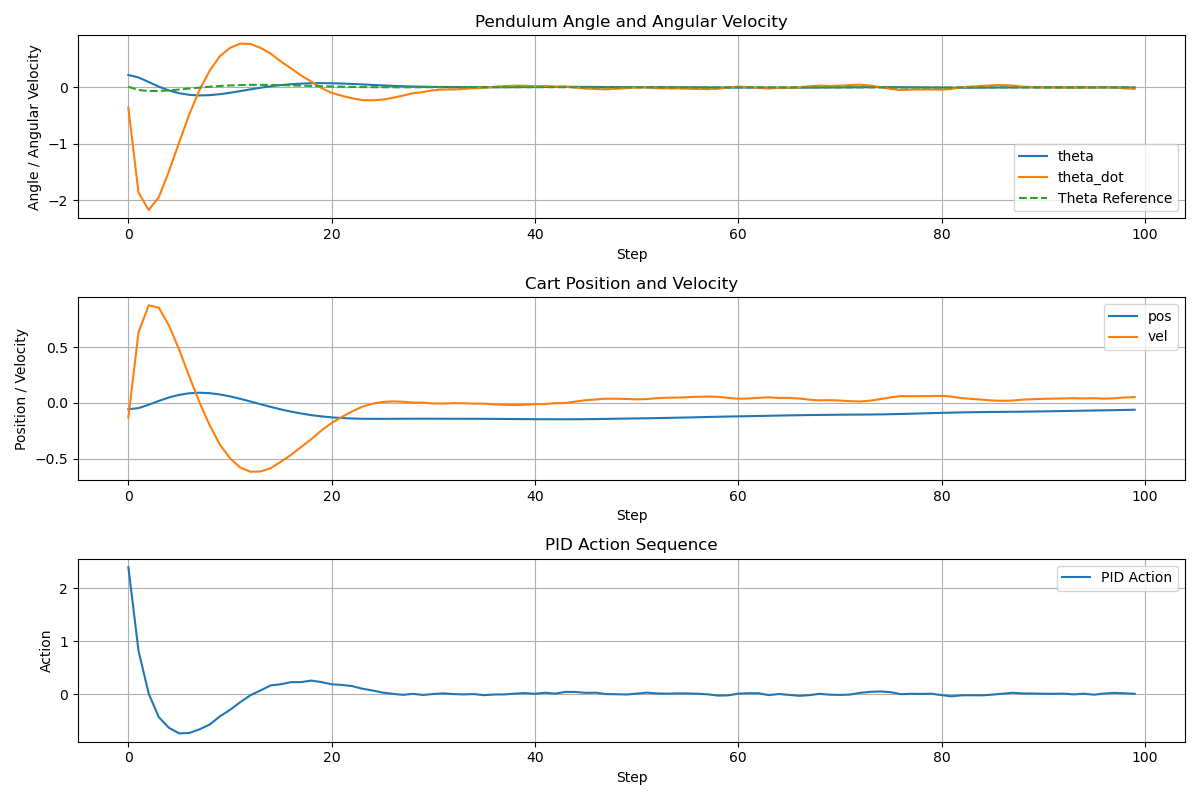 Pendulum Angle and Angular Velocity
Angle / Angular Velocity
0
−1
−2
theta
theta_dot
Theta Reference
0 20 40 60 80 100
Step
Cart Position and Velocity
Position / Velocity
0.5
0.0
−0.5
pos
vel
0 20 40 60 80 100
Step
PID Action Sequence
Action
2
1
0
PID Action
0 20 40 60 80 100
Step